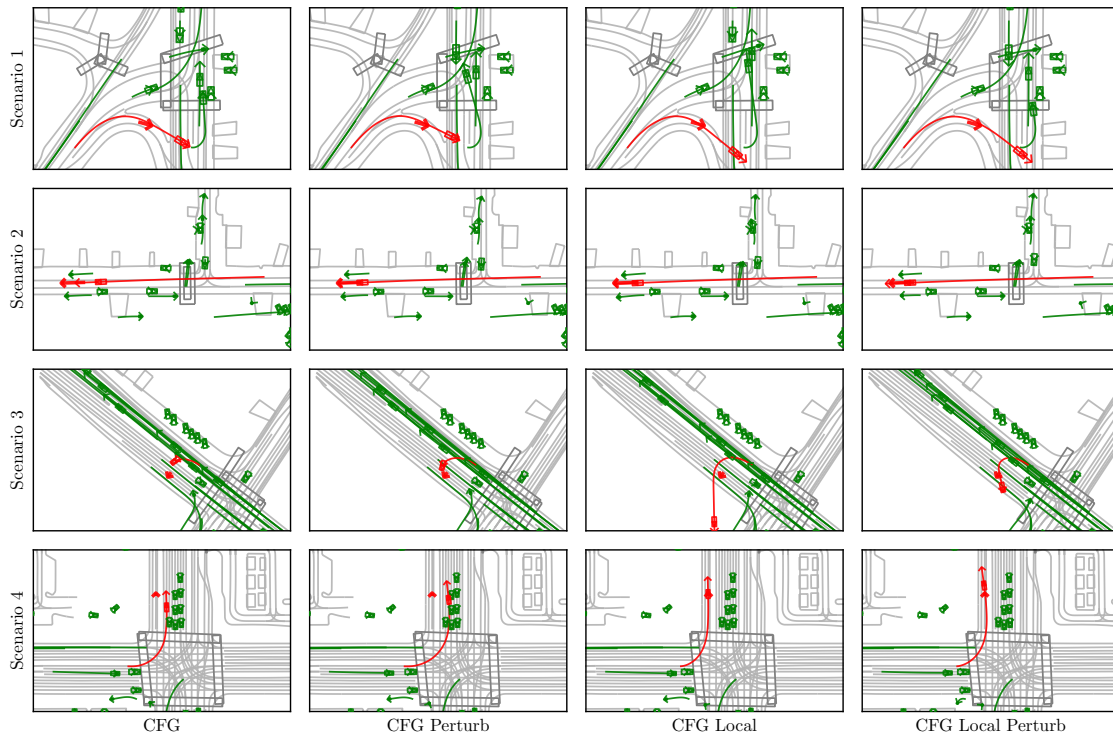 Scenario 1
Scenario 2
Scenario 3
Scenario 4
CFG
CFG Perturb
CFG Local
CFG Local Perturb